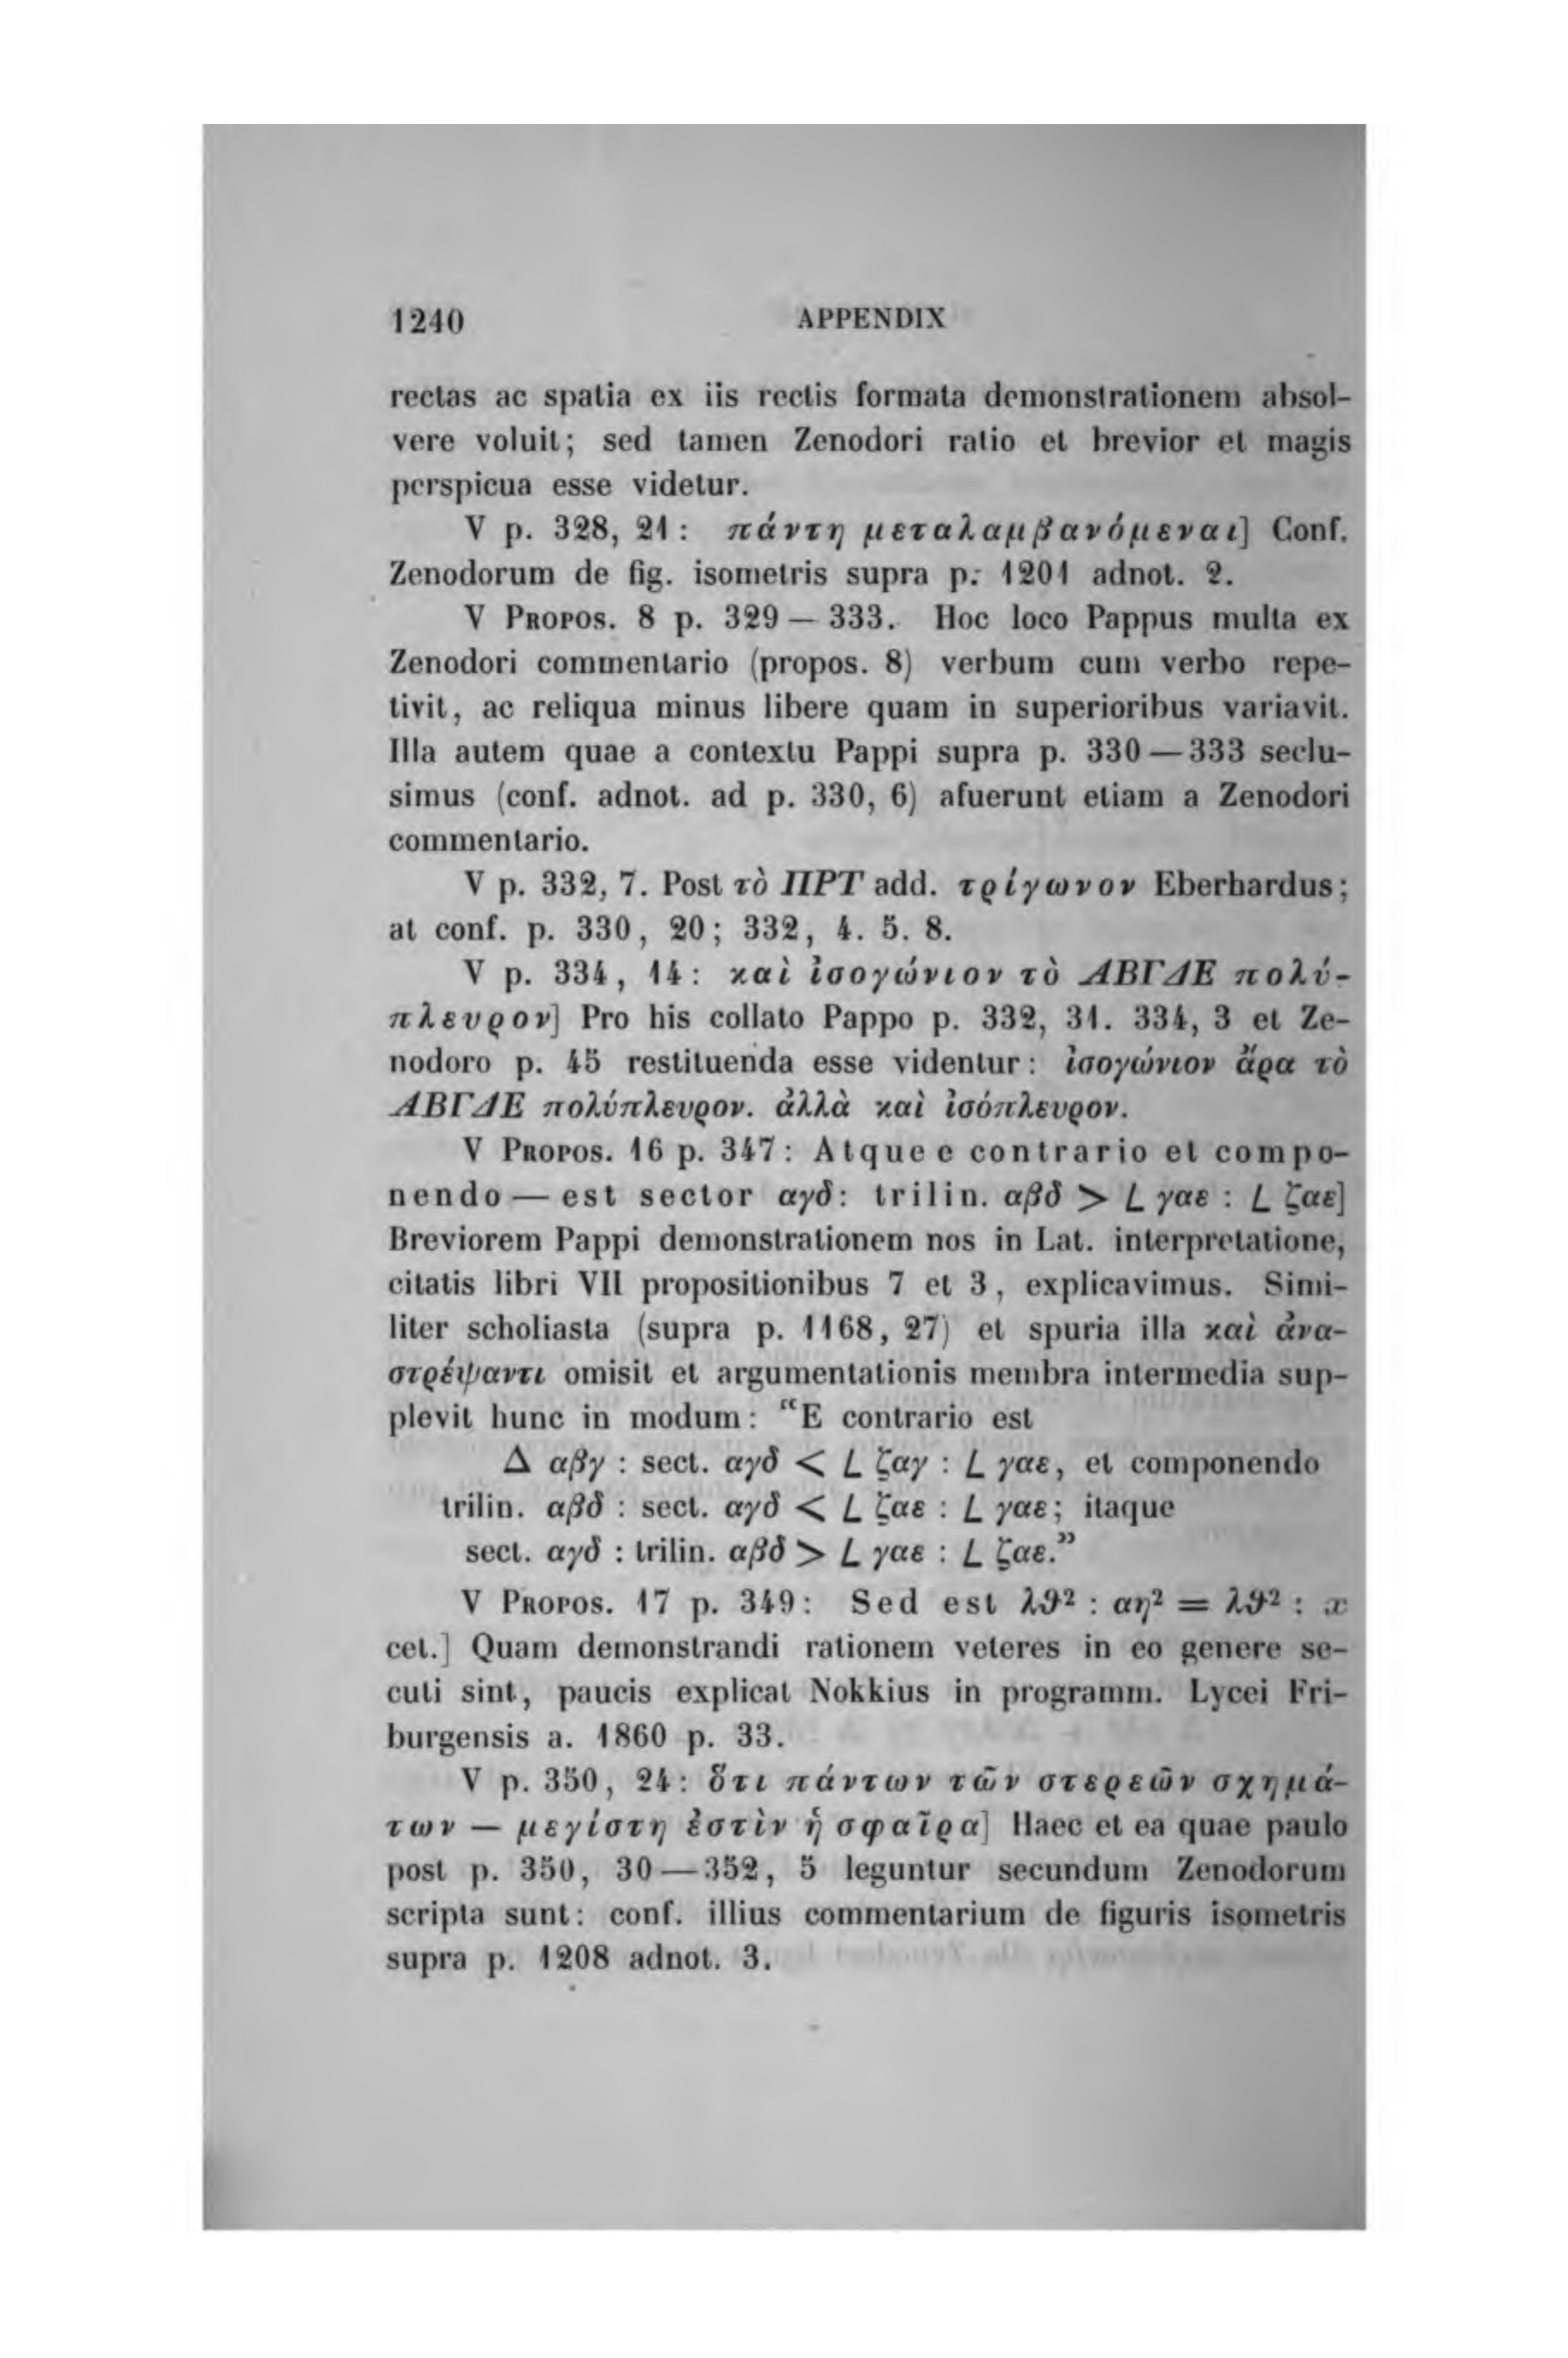 1240 APPENDIX
rectas ac spatia ex iis rectis formata demonstrationem absol-
vere voluit; sed tamen Zenodori ratio et brevior et magis
perspicua esse videtur.
V p. 328, 21: πάντη μεταλαμβανόμεναι] Conf.
Zenodorum de fig. isometris supra p. 1201 adnot. 2.
V PROPOS. 8 p. 329 — 333. Hoc loco Pappus multa ex
Zenodori commentario (propos. 8) verbum cum verbo repe-
tivit, ac reliqua minus libere quam in superioribus variavit.
Illa autem quae a contextu Pappi supra p. 330 — 333 seclu-
simus (conf. adnot. ad p. 330, 6) afuerunt etiam a Zenodori
commentario.
V p. 332, 7. Post τὸ ΠΡΤ add. τρίγωνον Eberhardus;
at conf. p. 330, 20; 332, 4. 5. 8.
V p. 334, 14: καὶ ἰσογώνιον τὸ ΑΒΓΔΕ πολύ-
πλευρον] Pro his collato Pappo p. 332, 31. 334, 3 et Ze-
nodoro p. 45 restituenda esse videntur: ἰσογώνιον ἄρα τὸ
ΑΒΓΔΕ πολύπλευρον. ἀλλὰ καὶ ἰσόπλευρον.
V PROPOS. 16 p. 347: Atque e contrario et compo-
nendo — est sector αγδ: trilin. αβδ > L γαε : L ζαε]
Breviorem Pappi demonstrationem nos in Lat. interpretatione,
citatis libri VII propositionibus 7 et 3, explicavimus. Simi-
liter scholiasta (supra p. 1168, 27) et spuria illa καὶ ἀνα-
στρέψαντι omisit et argumentationis membra intermedia sup-
plevit hunc in modum: “E contrario est
Δ αβγ : sect. αγδ < L ζαγ : L γαε, et componendo
trilin. αβδ : sect. αγδ < L ζαε : L γαε; itaque
sect. αγδ : trilin. αβδ > L γαε : L ζαε.”
V PROPOS. 17 p. 349: Sed est λϑ² : αη² = λϑ² : x
cet.] Quam demonstrandi rationem veteres in eo genere se-
cuti sint, paucis explicat Nokkius in programm. Lycei Fri-
burgensis a. 1860 p. 33.
V p. 350, 24: ὅτι πάντων τῶν στερεῶν σχημά-
των — μεγίστη ἐστὶν ἡ σφαῖρα] Haec et ea quae paulo
post p. 350, 30 — 352, 5 leguntur secundum Zenodorum
scripta sunt: conf. illius commentarium de figuris isometris
supra p. 1208 adnot. 3.